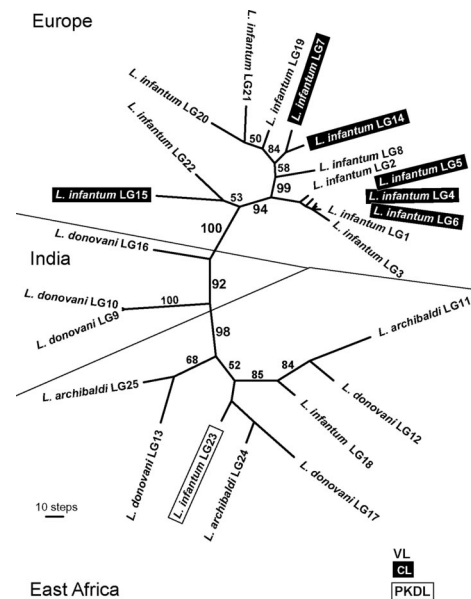 Europe
L. infantum LG7
L. infantum LG19
L. infantum LG21
L. infantum LG20
L. infantum LG14
50
84
L. infantum LG8
58
L. infantum LG22
L. infantum LG2
L. infantum LG5
99
L. infantum LG15
L. infantum LG4
53
94
L. infantum LG6
L. infantum LG1
100
L. donovani LG16
L. infantum LG3
India
92
L. donovani LG10
100
L. donovani LG9
L. archibaldi LG11
98
68
84
52
85
L. archibaldi LG25
L. donovani LG12
L. infantum LG18
L. donovani LG13
L. infantum LG23
L. archibaldi LG24
L. donovani LG17
10 steps
VL
CL
East Africa
PKDL